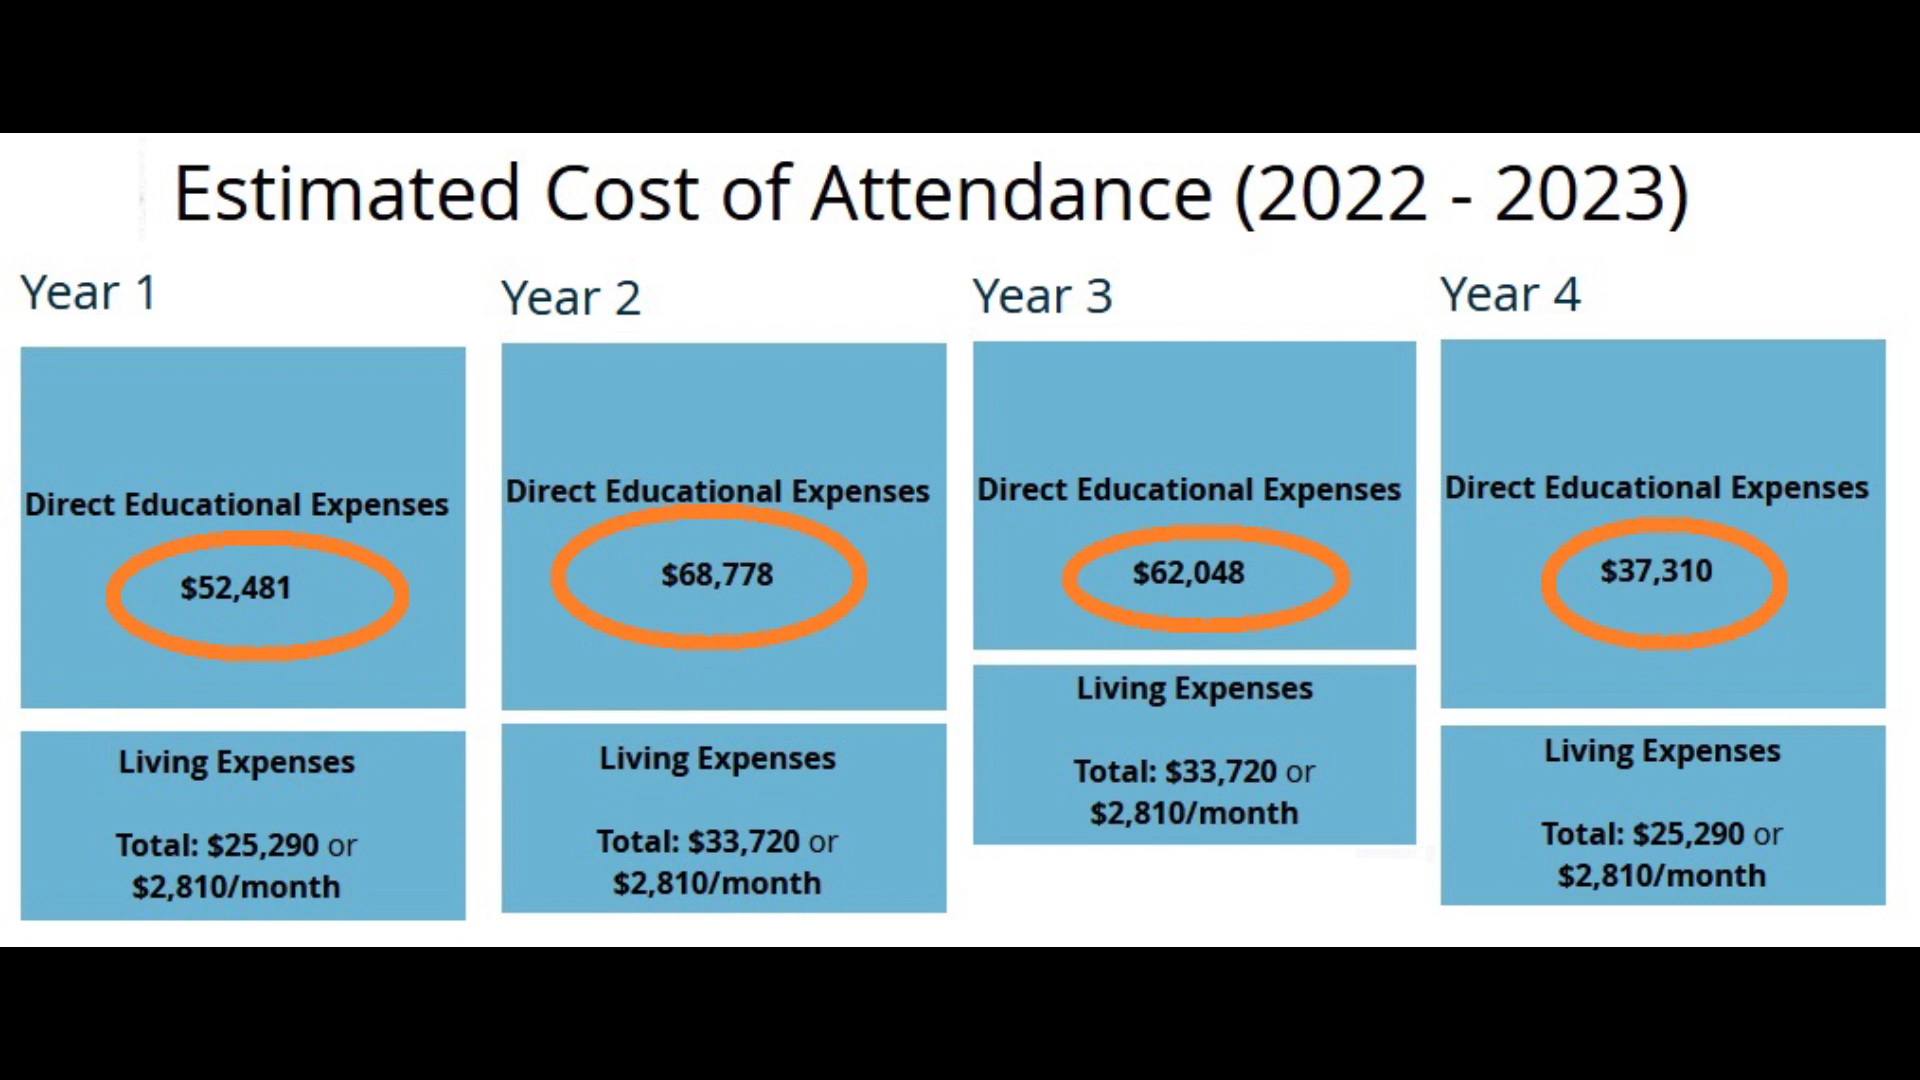 Estimated Cost of Attendance (2022 - 2023)
Year 1
Direct Educational Expenses
$52,481
Living Expenses
Total: $25,290 or
$2,810/month
Year 2
Direct Educational Expenses
$68,778
Living Expenses
Total: $33,720 or
$2,810/month
Year 3
Direct Educational Expenses
$62,048
Living Expenses
Total: $33,720 or
$2,810/month
Year 4
Direct Educational Expenses
$37,310
Living Expenses
Total: $25,290 or
$2,810/month